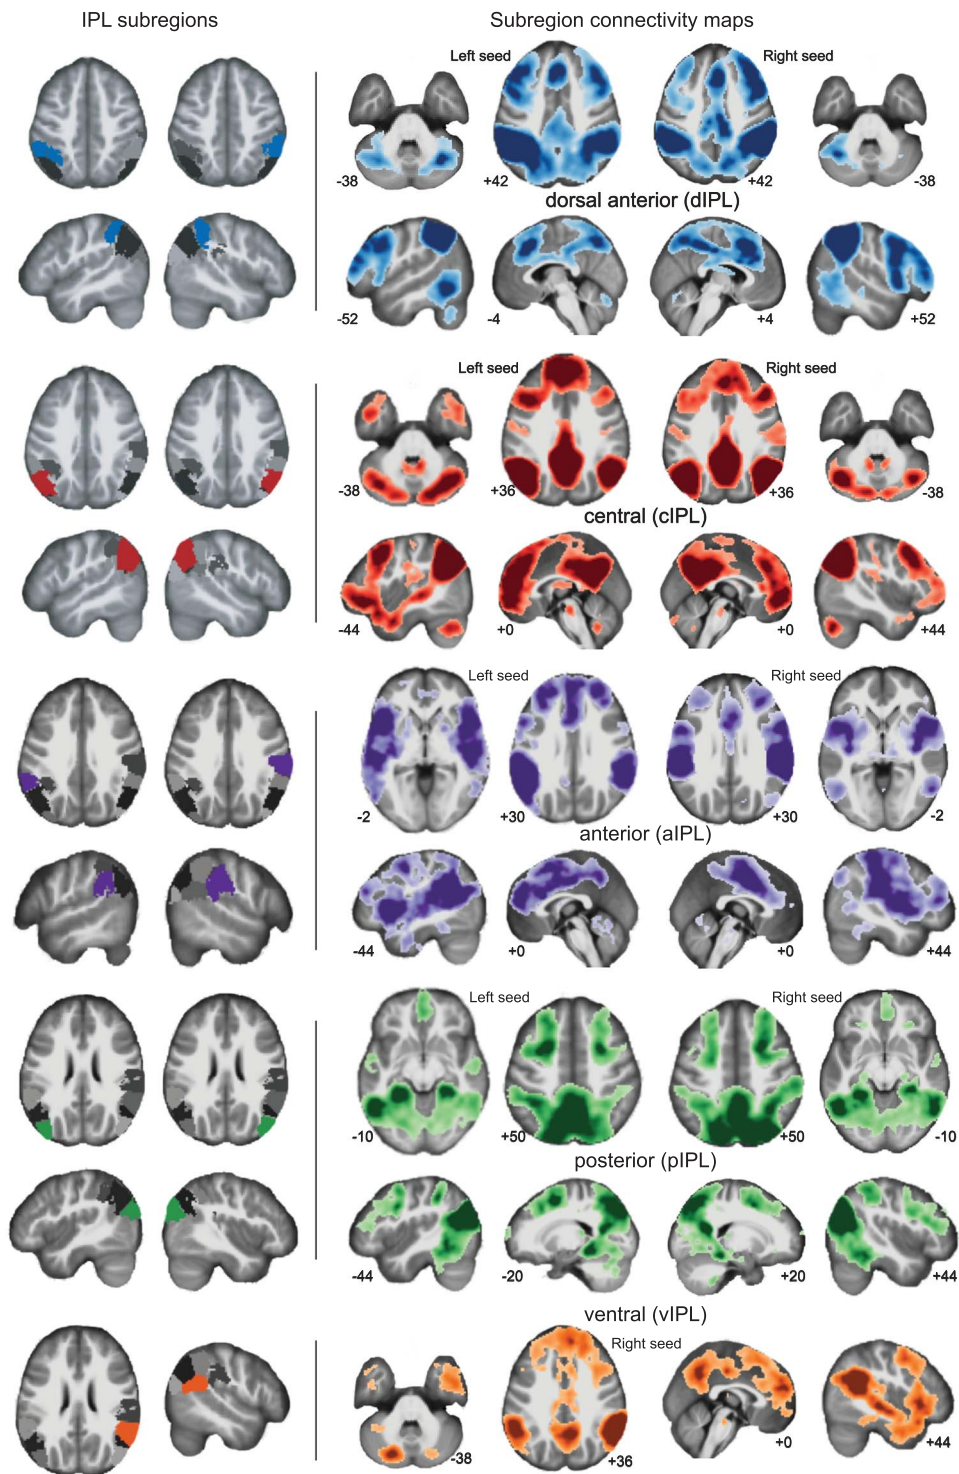 IPL subregions
Subregion connectivity maps
Left seed
Right seed
-38
+42
+42
-38
dorsal anterior (dIPL)
-52
-4
+4
+52
Left seed
Right seed
-38
+36
+36
-38
central (cIPL)
-44
+0
+0
+44
Left seed
Right seed
-2
+30
+30
-2
anterior (aIPL)
-44
+0
+0
+44
Left seed
Right seed
-10
+50
+50
-10
posterior (pIPL)
-44
-20
+20
+44
ventral (vIPL)
Right seed
-38
+36
+0
+44